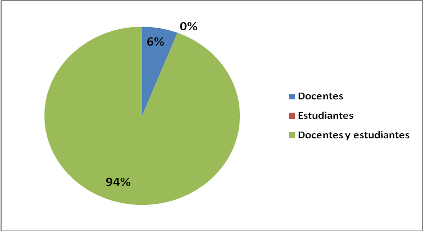 0%
6%
94%
Docentes
Estudiantes
Docentes y estudiantes